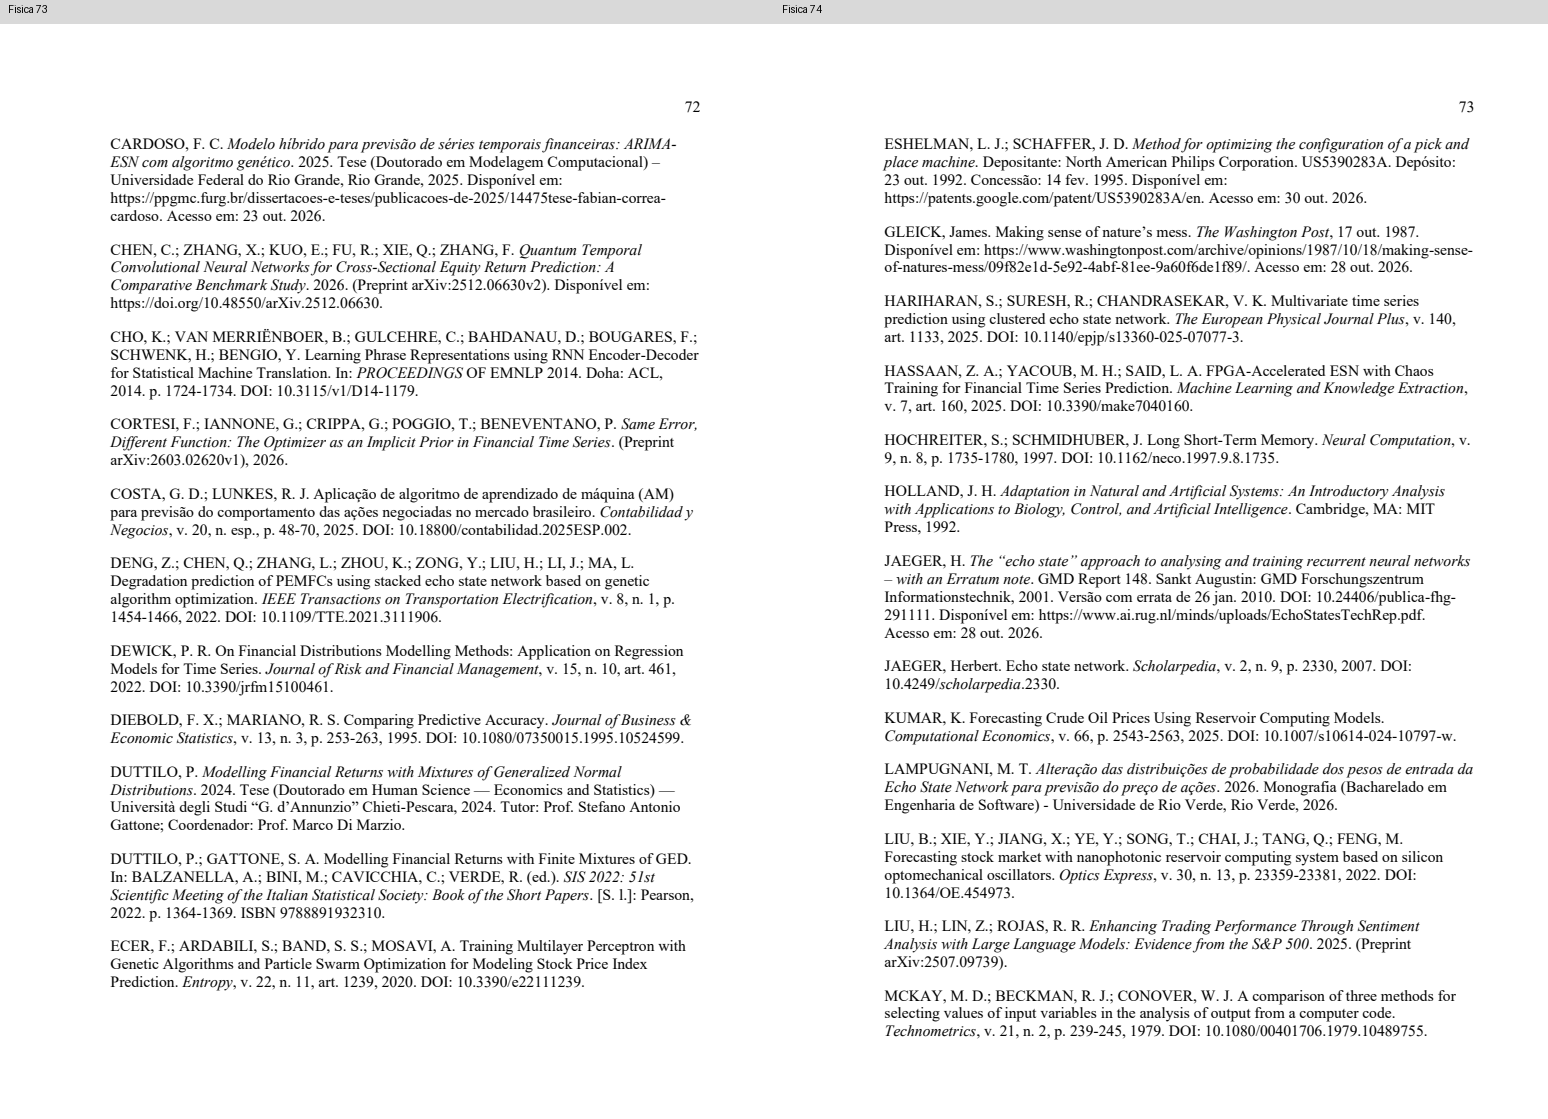 Fisica 73
72
CARDOSO, F. C. Modelo híbrido para previsão de séries temporais financeiras: ARIMA-
ESN com algoritmo genético. 2025. Tese (Doutorado em Modelagem Computacional) –
Universidade Federal do Rio Grande, Rio Grande, 2025. Disponível em:
https://ppgmc.furg.br/dissertacoes-e-teses/publicacoes-de-2025/14475tese-fabian-correa-
cardoso. Acesso em: 23 out. 2026.
CHEN, C.; ZHANG, X.; KUO, E.; FU, R.; XIE, Q.; ZHANG, F. Quantum Temporal
Convolutional Neural Networks for Cross-Sectional Equity Return Prediction: A
Comparative Benchmark Study. 2026. (Preprint arXiv:2512.06630v2). Disponível em:
https://doi.org/10.48550/arXiv.2512.06630.
CHO, K.; VAN MERRIËNBOER, B.; GULCEHRE, C.; BAHDANAU, D.; BOUGARES, F.;
SCHWENK, H.; BENGIO, Y. Learning Phrase Representations using RNN Encoder-Decoder
for Statistical Machine Translation. In: PROCEEDINGS OF EMNLP 2014. Doha: ACL,
2014. p. 1724-1734. DOI: 10.3115/v1/D14-1179.
CORTESI, F.; IANNONE, G.; CRIPPA, G.; POGGIO, T.; BENEVENTANO, P. Same Error,
Different Function: The Optimizer as an Implicit Prior in Financial Time Series. (Preprint
arXiv:2603.02620v1), 2026.
COSTA, G. D.; LUNKES, R. J. Aplicação de algoritmo de aprendizado de máquina (AM)
para previsão do comportamento das ações negociadas no mercado brasileiro. Contabilidad y
Negocios, v. 20, n. esp., p. 48-70, 2025. DOI: 10.18800/contabilidad.2025ESP.002.
DENG, Z.; CHEN, Q.; ZHANG, L.; ZHOU, K.; ZONG, Y.; LIU, H.; LI, J.; MA, L.
Degradation prediction of PEMFCs using stacked echo state network based on genetic
algorithm optimization. IEEE Transactions on Transportation Electrification, v. 8, n. 1, p.
1454-1466, 2022. DOI: 10.1109/TTE.2021.3111906.
DEWICK, P. R. On Financial Distributions Modelling Methods: Application on Regression
Models for Time Series. Journal of Risk and Financial Management, v. 15, n. 10, art. 461,
2022. DOI: 10.3390/jrfm15100461.
DIEBOLD, F. X.; MARIANO, R. S. Comparing Predictive Accuracy. Journal of Business &
Economic Statistics, v. 13, n. 3, p. 253-263, 1995. DOI: 10.1080/07350015.1995.10524599.
DUTTILO, P. Modelling Financial Returns with Mixtures of Generalized Normal
Distributions. 2024. Tese (Doutorado em Human Science — Economics and Statistics) —
Università degli Studi “G. d’Annunzio” Chieti-Pescara, 2024. Tutor: Prof. Stefano Antonio
Gattone; Coordenador: Prof. Marco Di Marzio.
DUTTILO, P.; GATTONE, S. A. Modelling Financial Returns with Finite Mixtures of GED.
In: BALZANELLA, A.; BINI, M.; CAVICCHIA, C.; VERDE, R. (ed.). SIS 2022: 51st
Scientific Meeting of the Italian Statistical Society: Book of the Short Papers. [S. l.]: Pearson,
2022. p. 1364-1369. ISBN 9788891932310.
ECER, F.; ARDABILI, S.; BAND, S. S.; MOSAVI, A. Training Multilayer Perceptron with
Genetic Algorithms and Particle Swarm Optimization for Modeling Stock Price Index
Prediction. Entropy, v. 22, n. 11, art. 1239, 2020. DOI: 10.3390/e22111239.
Fisica 74
73
ESHELMAN, L. J.; SCHAFFER, J. D. Method for optimizing the configuration of a pick and
place machine. Depositante: North American Philips Corporation. US5390283A. Depósito:
23 out. 1992. Concessão: 14 fev. 1995. Disponível em:
https://patents.google.com/patent/US5390283A/en. Acesso em: 30 out. 2026.
GLEICK, James. Making sense of nature’s mess. The Washington Post, 17 out. 1987.
Disponível em: https://www.washingtonpost.com/archive/opinions/1987/10/18/making-sense-
of-natures-mess/09f82e1d-5e92-4abf-81ee-9a60f6de1f89/. Acesso em: 28 out. 2026.
HARIHARAN, S.; SURESH, R.; CHANDRASEKAR, V. K. Multivariate time series
prediction using clustered echo state network. The European Physical Journal Plus, v. 140,
art. 1133, 2025. DOI: 10.1140/epjp/s13360-025-07077-3.
HASSAAN, Z. A.; YACOUB, M. H.; SAID, L. A. FPGA-Accelerated ESN with Chaos
Training for Financial Time Series Prediction. Machine Learning and Knowledge Extraction,
v. 7, art. 160, 2025. DOI: 10.3390/make7040160.
HOCHREITER, S.; SCHMIDHUBER, J. Long Short-Term Memory. Neural Computation, v.
9, n. 8, p. 1735-1780, 1997. DOI: 10.1162/neco.1997.9.8.1735.
HOLLAND, J. H. Adaptation in Natural and Artificial Systems: An Introductory Analysis
with Applications to Biology, Control, and Artificial Intelligence. Cambridge, MA: MIT
Press, 1992.
JAEGER, H. The “echo state” approach to analysing and training recurrent neural networks
– with an Erratum note. GMD Report 148. Sankt Augustin: GMD Forschungszentrum
Informationstechnik, 2001. Versão com errata de 26 jan. 2010. DOI: 10.24406/publica-fhg-
291111. Disponível em: https://www.ai.rug.nl/minds/uploads/EchoStatesTechRep.pdf.
Acesso em: 28 out. 2026.
JAEGER, Herbert. Echo state network. Scholarpedia, v. 2, n. 9, p. 2330, 2007. DOI:
10.4249/scholarpedia.2330.
KUMAR, K. Forecasting Crude Oil Prices Using Reservoir Computing Models.
Computational Economics, v. 66, p. 2543-2563, 2025. DOI: 10.1007/s10614-024-10797-w.
LAMPUGNANI, M. T. Alteração das distribuições de probabilidade dos pesos de entrada da
Echo State Network para previsão do preço de ações. 2026. Monografia (Bacharelado em
Engenharia de Software) - Universidade de Rio Verde, Rio Verde, 2026.
LIU, B.; XIE, Y.; JIANG, X.; YE, Y.; SONG, T.; CHAI, J.; TANG, Q.; FENG, M.
Forecasting stock market with nanophotonic reservoir computing system based on silicon
optomechanical oscillators. Optics Express, v. 30, n. 13, p. 23359-23381, 2022. DOI:
10.1364/OE.454973.
LIU, H.; LIN, Z.; ROJAS, R. R. Enhancing Trading Performance Through Sentiment
Analysis with Large Language Models: Evidence from the S&P 500. 2025. (Preprint
arXiv:2507.09739).
MCKAY, M. D.; BECKMAN, R. J.; CONOVER, W. J. A comparison of three methods for
selecting values of input variables in the analysis of output from a computer code.
Technometrics, v. 21, n. 2, p. 239-245, 1979. DOI: 10.1080/00401706.1979.10489755.